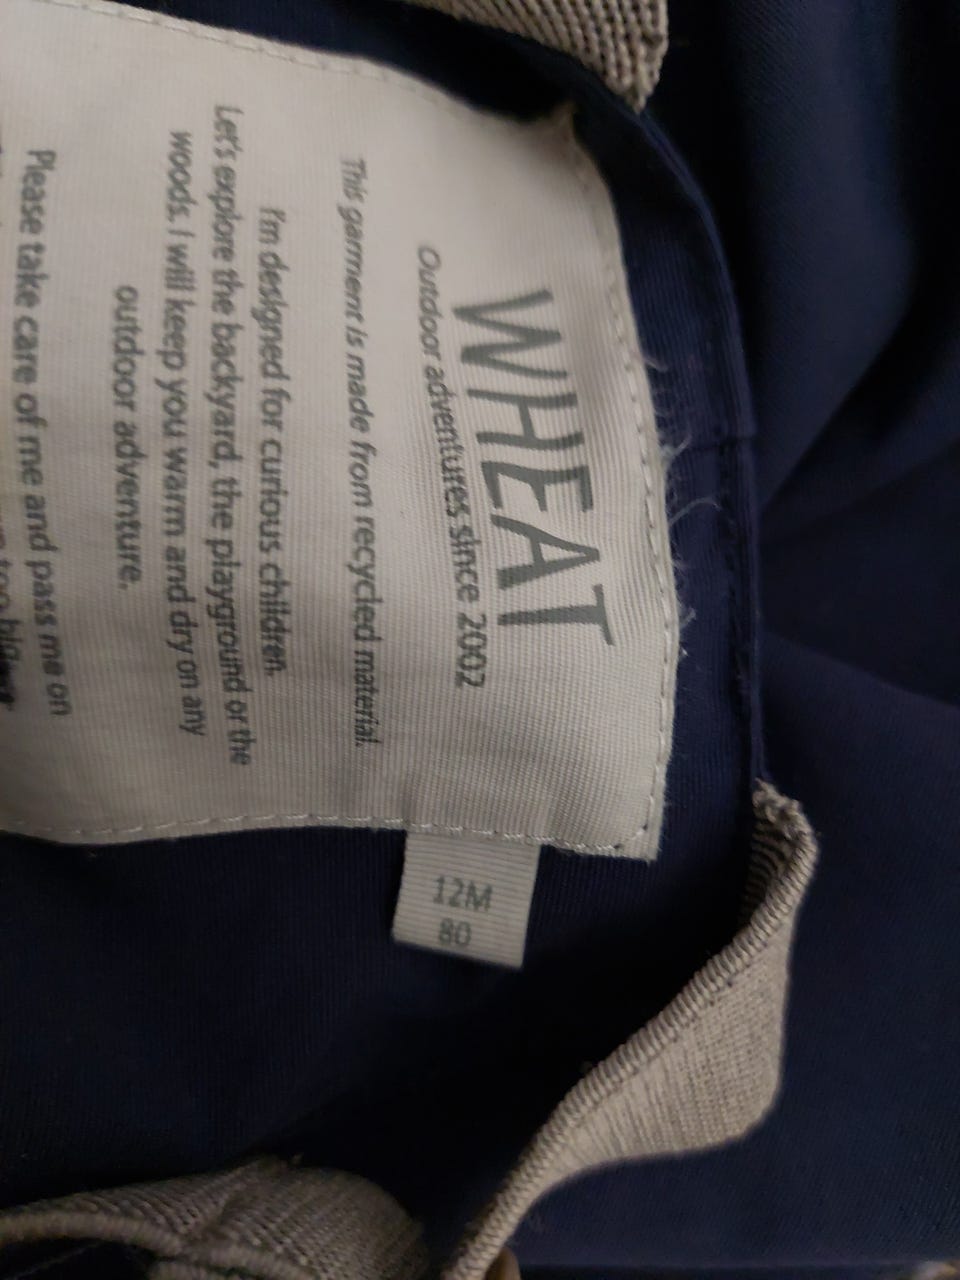 WHEAT
Outdoor adventures since 2002
This garment is made from recycled material.
I'm designed for curious children.
Let's explore the backyard, the playground or the
woods. I will keep you warm and dry on any
outdoor adventure.
Please take care of me and pass me on
12M
80